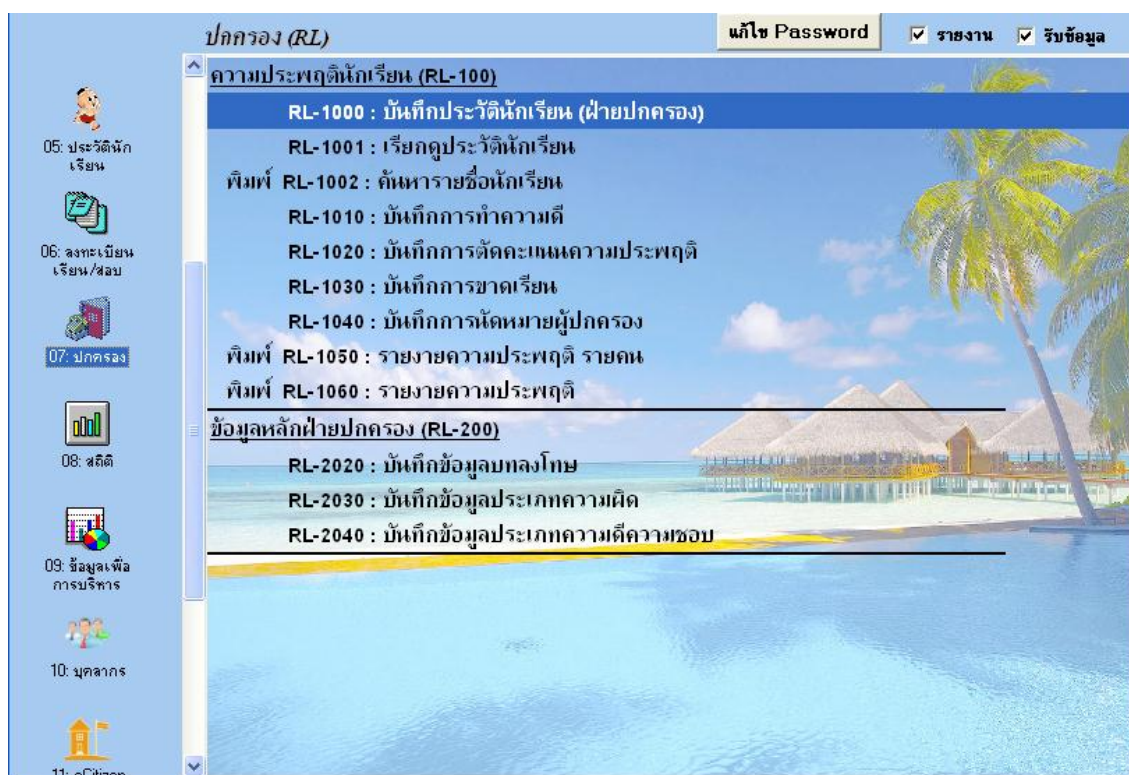 ปกครอง (RL)
แก้ไข Password
รายงาน
รับข้อมูล
05: ประวัตินัก
เรียน
06: ลงทะเบียน
เรียน/สอบ
07: ปกครอง
08: สถิติ
09: ข้อมูลเพื่อ
การบริหาร
10: บุคลากร
11: eCitizen
ความประพฤตินักเรียน (RL-100)
RL-1000 : บันทึกประวัตินักเรียน (ฝ่ายปกครอง)
RL-1001 : เรียกดูประวัตินักเรียน
พิมพ์ RL-1002 : ค้นหารายชื่อนักเรียน
RL-1010 : บันทึกการทำความดี
RL-1020 : บันทึกการตัดคะแนนความประพฤติ
RL-1030 : บันทึกการขาดเรียน
RL-1040 : บันทึกการนัดหมายผู้ปกครอง
พิมพ์ RL-1050 : รายงายความประพฤติ รายคน
พิมพ์ RL-1060 : รายงายความประพฤติ
ข้อมูลหลักฝ่ายปกครอง (RL-200)
RL-2020 : บันทึกข้อมูลบทลงโทษ
RL-2030 : บันทึกข้อมูลประเภทความผิด
RL-2040 : บันทึกข้อมูลประเภทความดีความชอบ